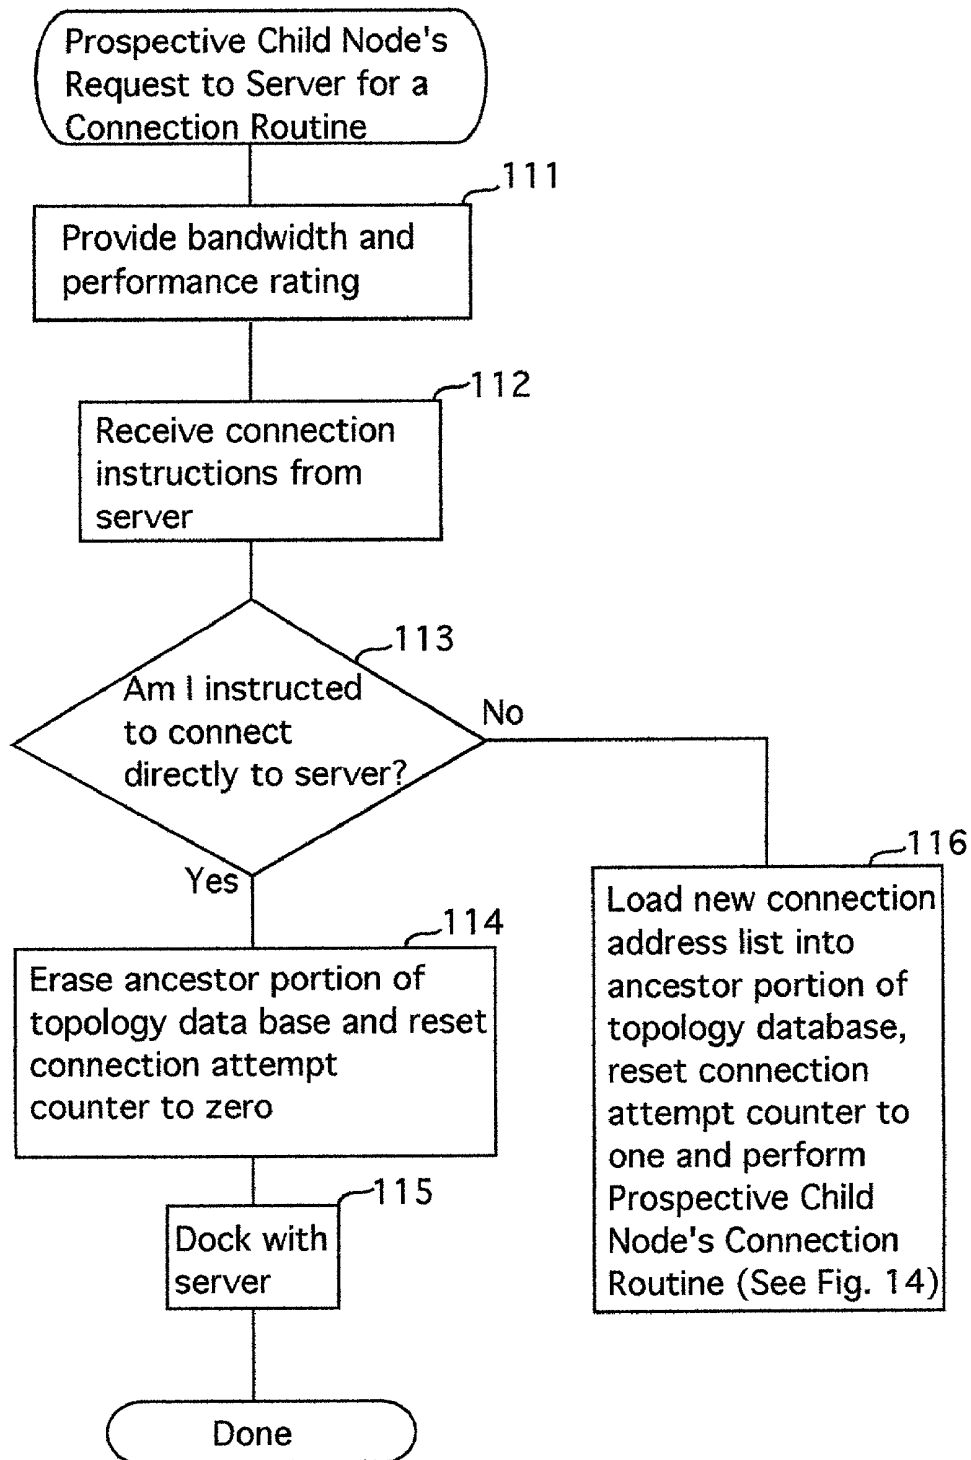 Prospective Child Node's
Request to Server for a
Connection Routine
111
Provide bandwidth and
performance rating
112
Receive connection
instructions from
server
113
Am I instructed
to connect
directly to server?
No
Yes
114
Erase ancestor portion of
topology data base and reset
connection attempt
counter to zero
115
Dock with
server
Done
116
Load new connection
address list into
ancestor portion of
topology database,
reset connection
attempt counter to
one and perform
Prospective Child
Node's Connection
Routine (See Fig. 14)